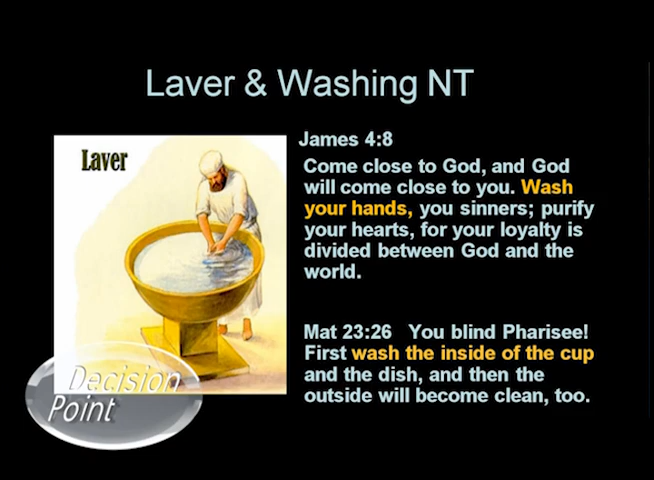 Laver & Washing NT
Laver
James 4:8
Come close to God, and God
will come close to you. Wash
your hands, you sinners; purify
your hearts, for your loyalty is
divided between God and the
world.
Mat 23:26 You blind Pharisee!
First wash the inside of the cup
and the dish, and then the
outside will become clean, too.
Decision
Point